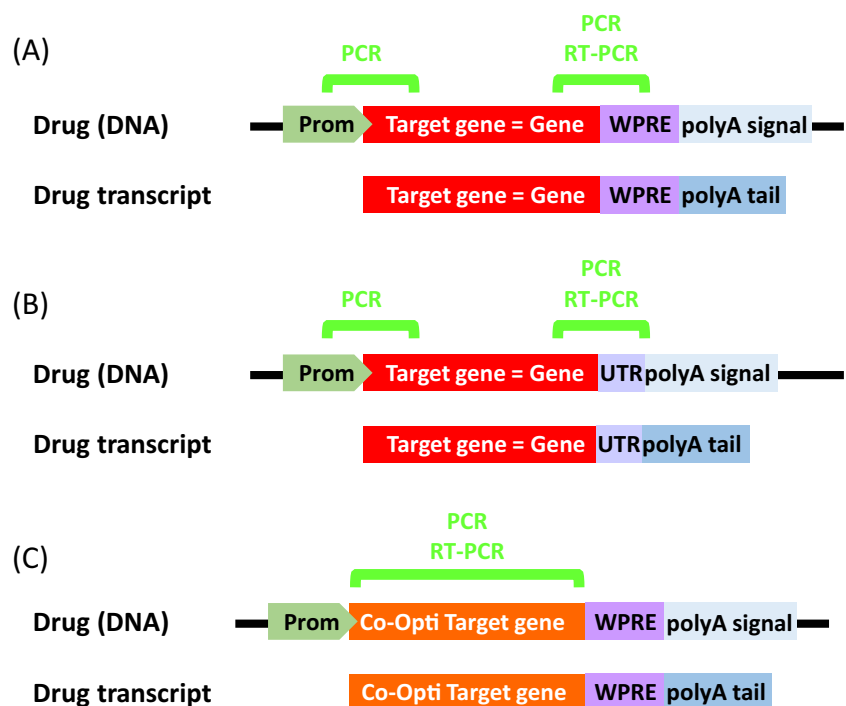 (A)
PCR
PCR
RT-PCR
Drug (DNA)
Prom
Target gene = Gene
WPRE
polyA signal
Drug transcript
Target gene = Gene
WPRE
polyA tail
(B)
PCR
PCR
RT-PCR
Drug (DNA)
Prom
Target gene = Gene
UTR
polyA signal
Drug transcript
Target gene = Gene
UTR
polyA tail
(C)
PCR
RT-PCR
Drug (DNA)
Prom
Co-Opti Target gene
WPRE
polyA signal
Drug transcript
Co-Opti Target gene
WPRE
polyA tail